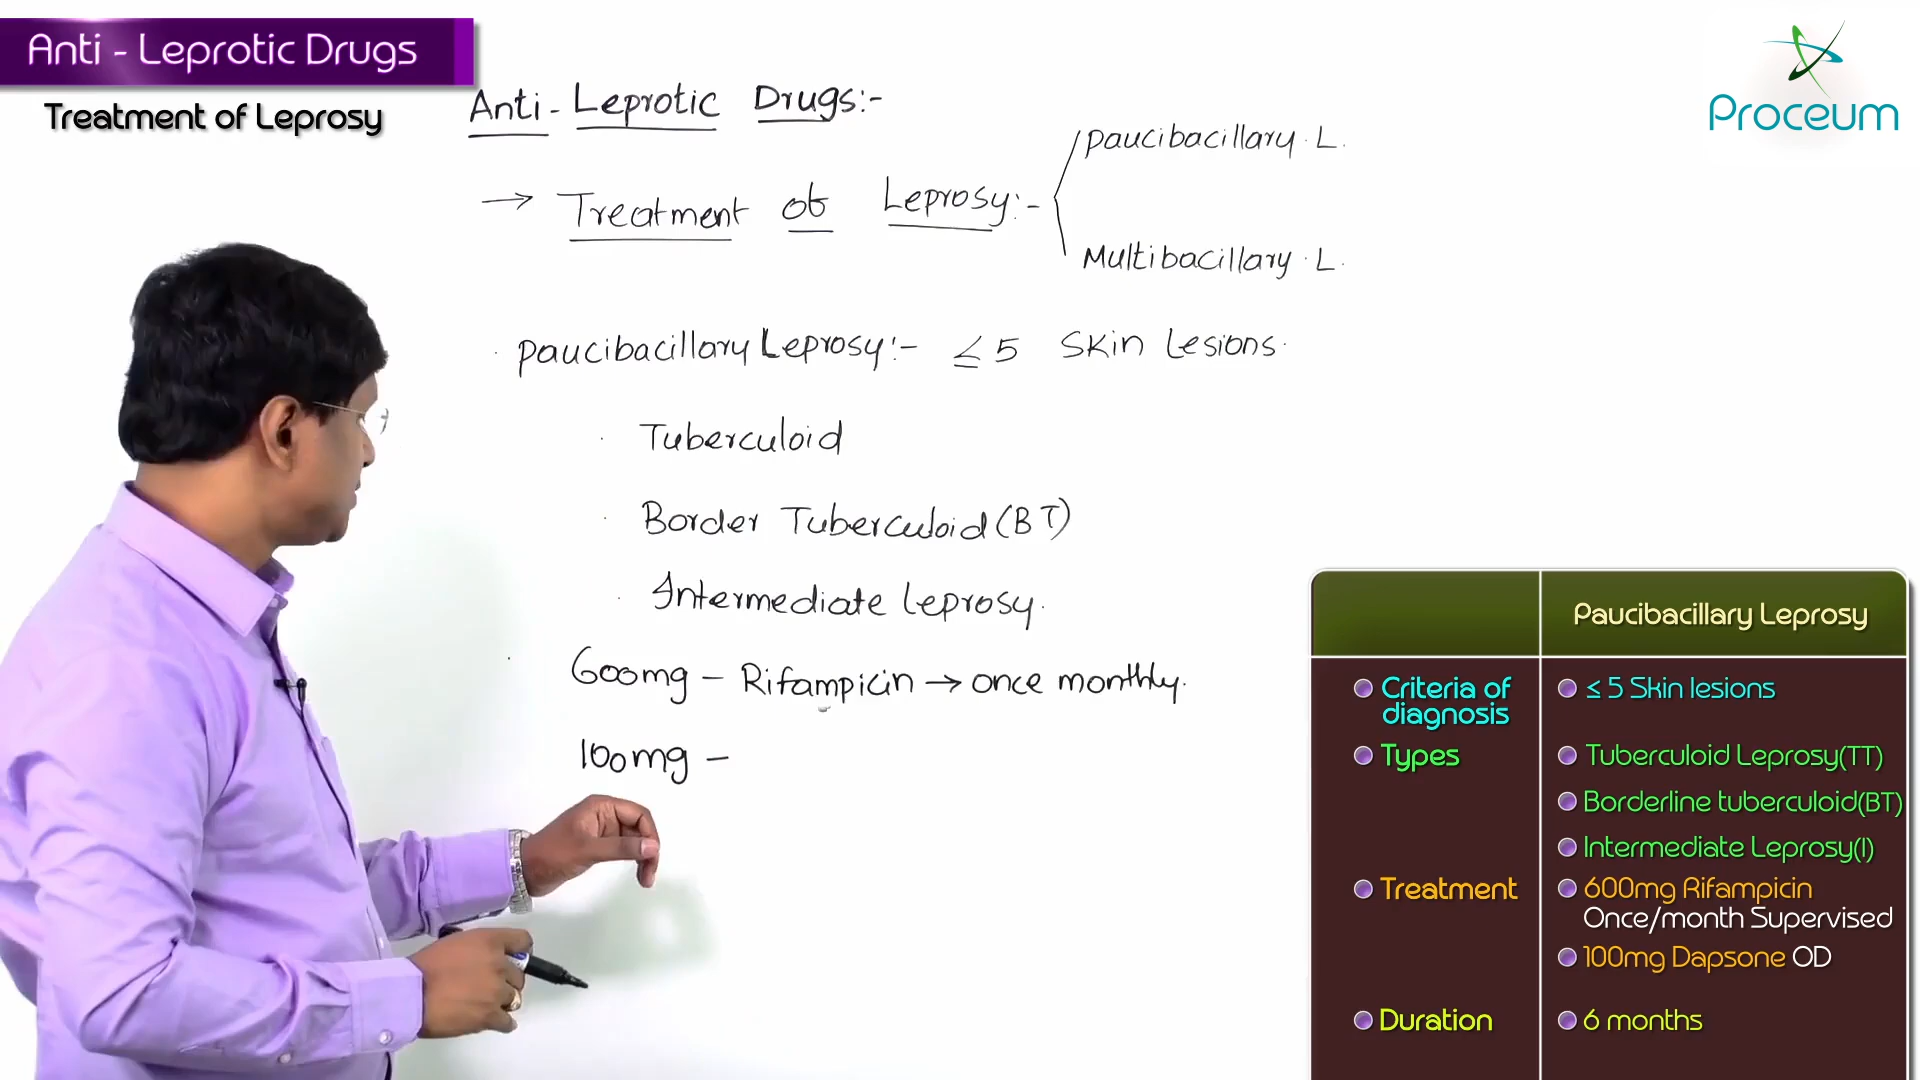 Anti - Leprotic Drugs
Treatment of Leprosy
Proceum
Anti - Leprotic Drugs:-
→ Treatment of Leprosy:-
Paucibacillary. L.
Multibacillary. L.
Paucibacillary Leprosy:- ≤ 5 Skin Lesions.
Tuberculoid
Border Tuberculoid (BT)
Intermediate Leprosy.
600mg - Rifampicin → once monthly.
100mg -
Paucibacillary Leprosy
Criteria of diagnosis
≤ 5 Skin lesions
Types
Tuberculoid Leprosy(TT)
Borderline tuberculoid(BT)
Intermediate Leprosy(I)
Treatment
600mg Rifampicin
Once/month Supervised
100mg Dapsone OD
Duration
6 months